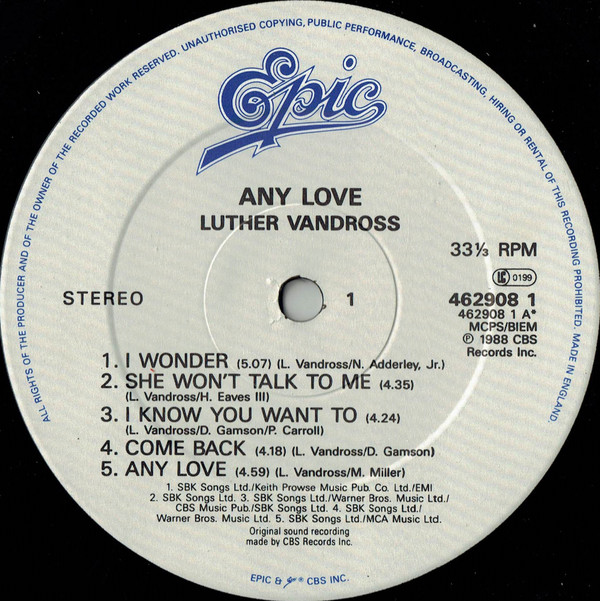 ALL RIGHTS OF THE PRODUCER AND OF THE OWNER OF THE RECORDED WORK RESERVED. UNAUTHORISED COPYING, PUBLIC PERFORMANCE, BROADCASTING, HIRING OR RENTAL OF THIS RECORDING PROHIBITED. MADE IN ENGLAND.
Epic
ANY LOVE
LUTHER VANDROSS
33⅓ RPM
LC 0199
STEREO
1
462908 1
462908 1 A*
MCPS/BIEM
℗ 1988 CBS
Records Inc.
1. I WONDER (5.07) (L. Vandross/N. Adderley, Jr.)
2. SHE WON'T TALK TO ME (4.35)
(L. Vandross/H. Eaves III)
3. I KNOW YOU WANT TO (4.24)
(L. Vandross/D. Gamson/P. Carroll)
4. COME BACK (4.18) (L. Vandross/D. Gamson)
5. ANY LOVE (4.59) (L. Vandross/M. Miller)
1. SBK Songs Ltd./Keith Prowse Music Pub. Co. Ltd./EMI
2. SBK Songs Ltd. 3. SBK Songs Ltd./Warner Bros. Music Ltd./
CBS Music Pub./SBK Songs Ltd. 4. SBK Songs Ltd./
Warner Bros. Music Ltd. 5. SBK Songs Ltd./MCA Music Ltd.
Original sound recording
made by CBS Records Inc.
EPIC & CBS INC.